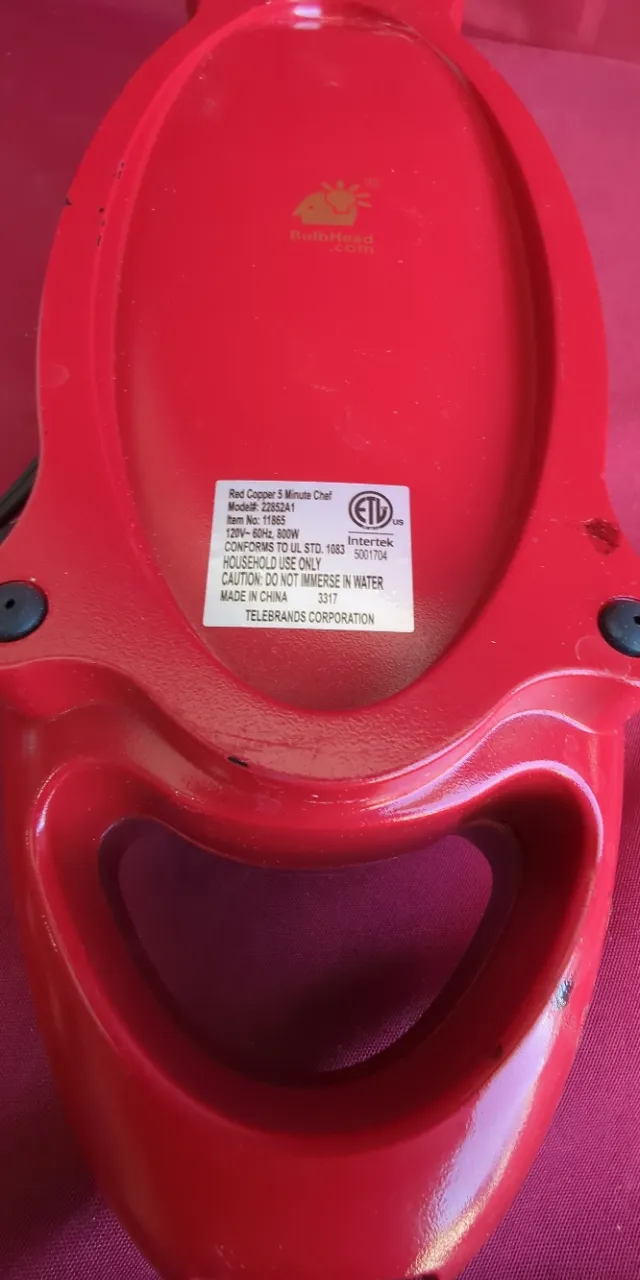 BulbHead
.com
Red Copper 5 Minute Chef
Model#: 22852A1
Item No: 11865
120V~ 60Hz, 800W
CONFORMS TO UL STD. 1083
HOUSEHOLD USE ONLY
CAUTION: DO NOT IMMERSE IN WATER
MADE IN CHINA 3317
TELEBRANDS CORPORATION
ETL US
Intertek
5001704